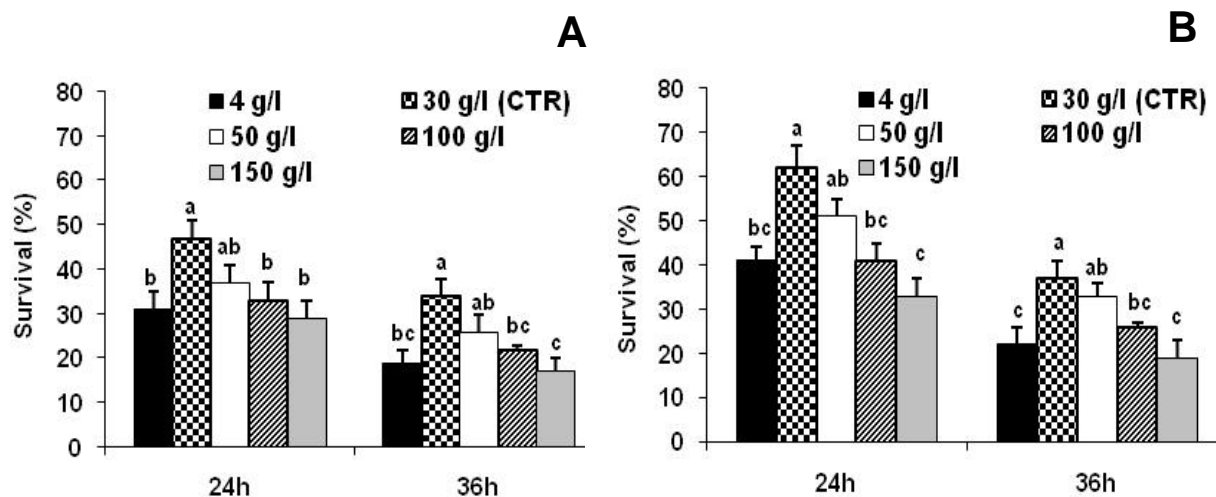 A
4 g/l 30 g/l (CTR)
50 g/l 100 g/l
150 g/l
Survival (%)
80
70
60
50
40
30
20
10
0
b a ab b b
bc a ab bc c
24h 36h
B
4 g/l 30 g/l (CTR)
50 g/l 100 g/l
150 g/l
Survival (%)
80
70
60
50
40
30
20
10
0
bc a ab bc c
c a ab bc c
24h 36h